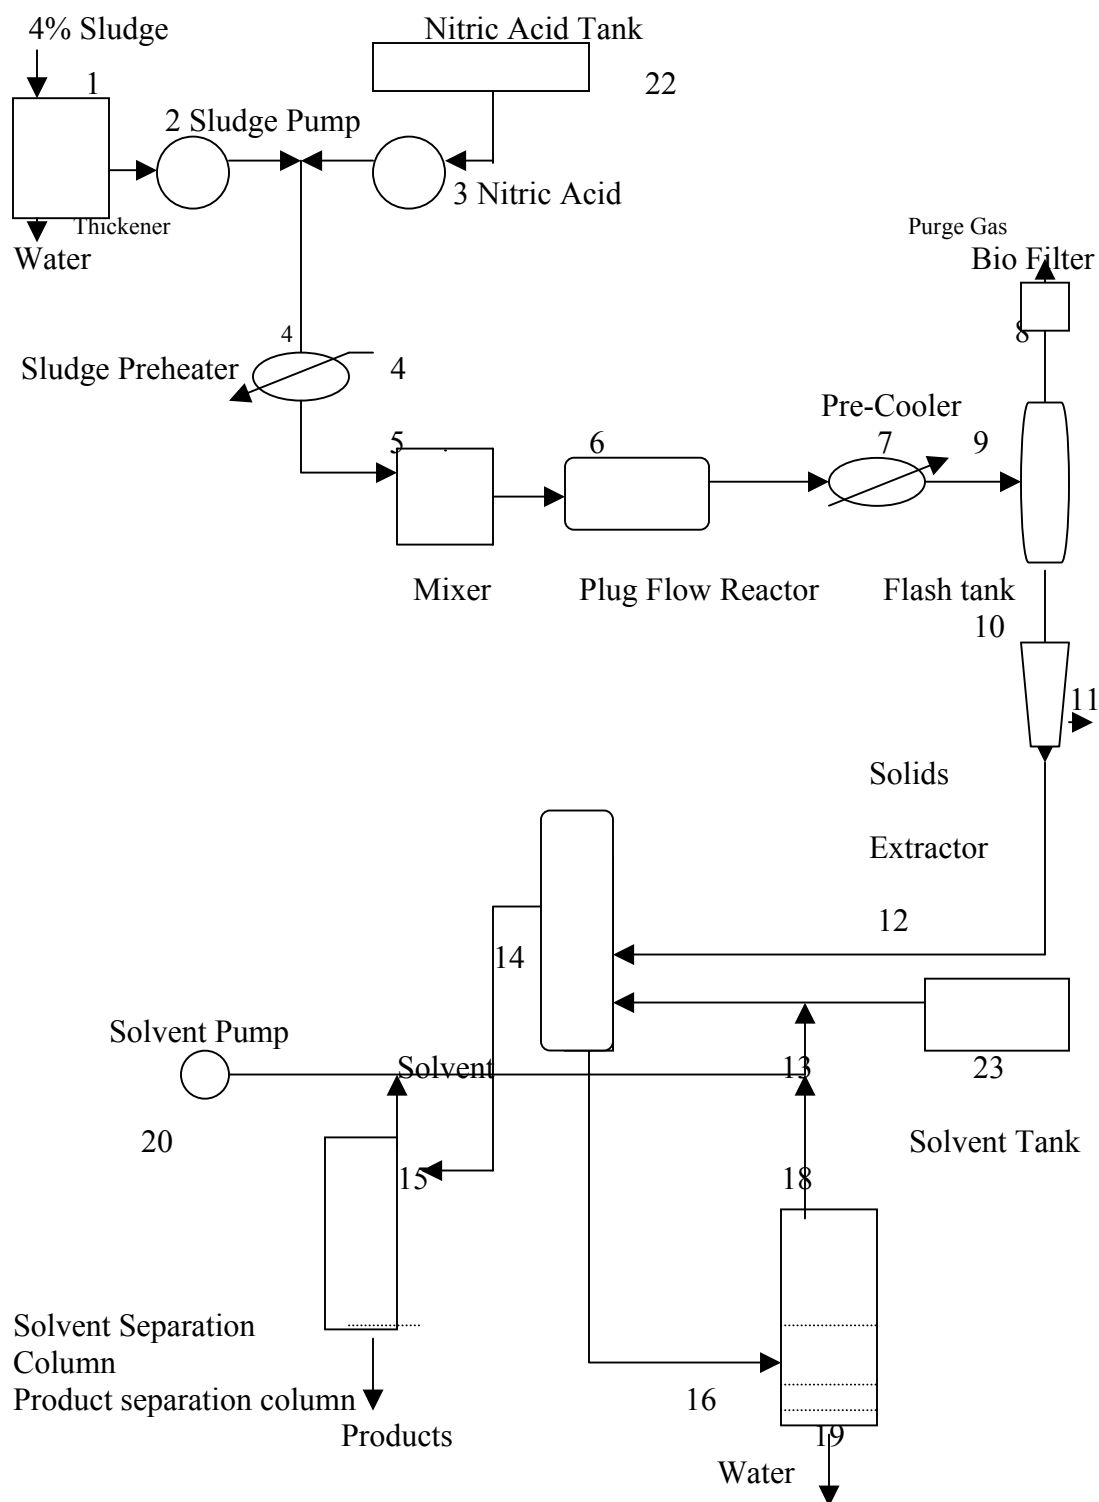 4% Sludge
Nitric Acid Tank
1
22
2 Sludge Pump
3 Nitric Acid
Thickener
Water
Purge Gas
Bio Filter
8
4
Sludge Preheater
4
Pre-Cooler
5
6
7
9
Mixer
Plug Flow Reactor
Flash tank
10
11
Solids
Extractor
12
14
Solvent Pump
Solvent
13
23
20
Solvent Tank
15
18
Solvent Separation
Column
Product separation column
16
Products
19
Water